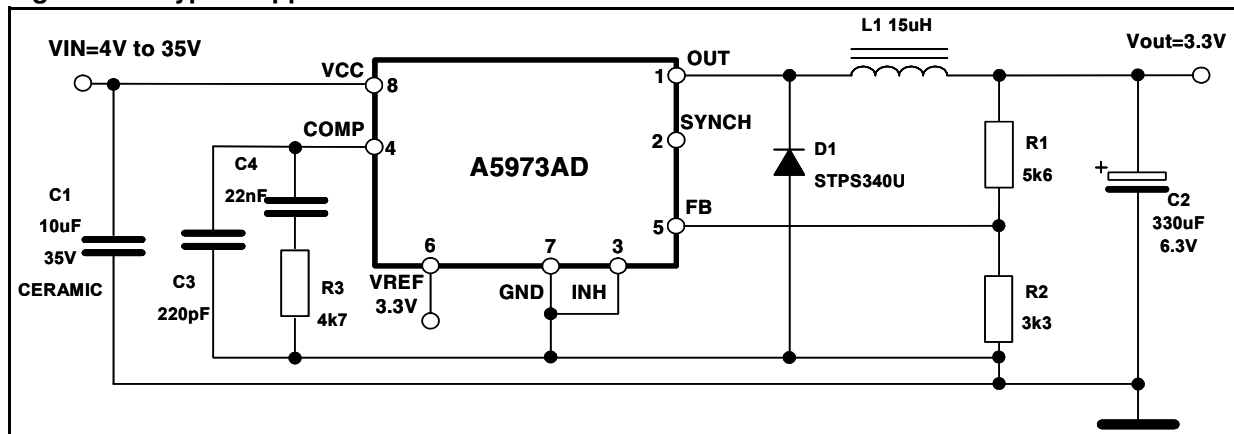 L1 15uH
VIN=4V to 35V
Vout=3.3V
VCC
8
OUT
1
COMP
4
SYNCH
2
A5973AD
C4
22nF
D1
STPS340U
R1
5k6
C1
10uF
35V
CERAMIC
FB
5
+
C2
330uF
6.3V
6
7
3
C3
220pF
R3
4k7
VREF
3.3V
GND
INH
R2
3k3